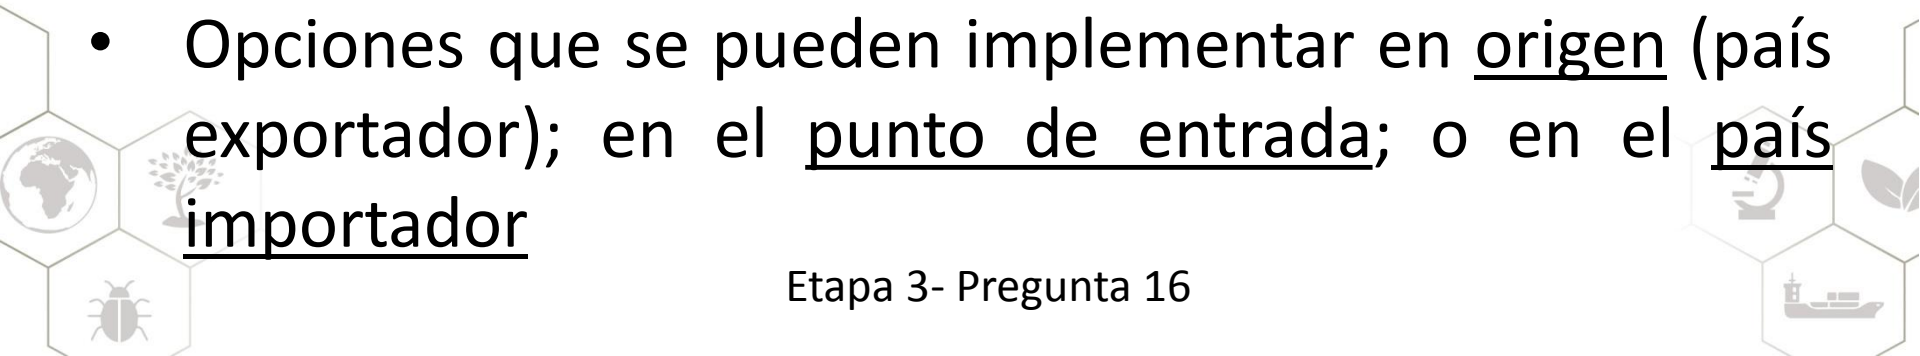 • Opciones que se pueden implementar en origen (país
exportador); en el punto de entrada; o en el país
importador
Etapa 3- Pregunta 16